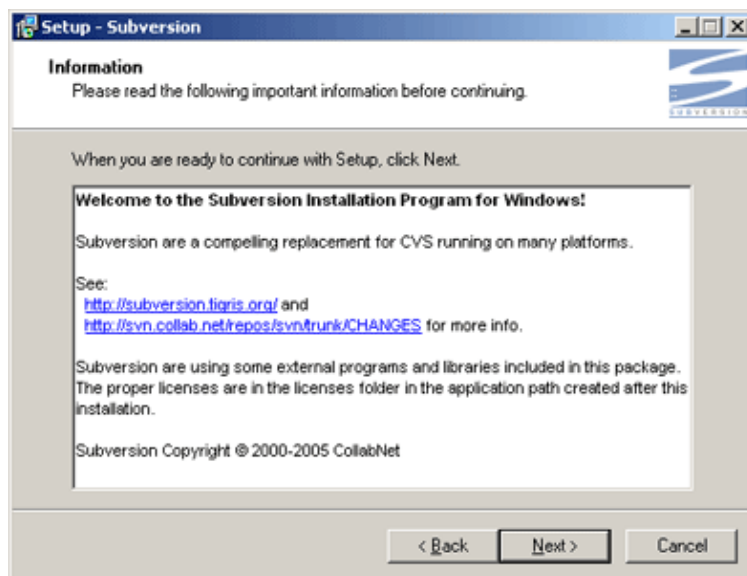 Setup - Subversion
Information
Please read the following important information before continuing.
SUBVERSION
When you are ready to continue with Setup, click Next.
Welcome to the Subversion Installation Program for Windows!
Subversion are a compelling replacement for CVS running on many platforms.
See:
http://subversion.tigris.org/ and
http://svn.collab.net/repos/svn/trunk/CHANGES for more info.
Subversion are using some external programs and libraries included in this package.
The proper licenses are in the licenses folder in the application path created after this
installation.
Subversion Copyright © 2000-2005 CollabNet
< Back
Next >
Cancel